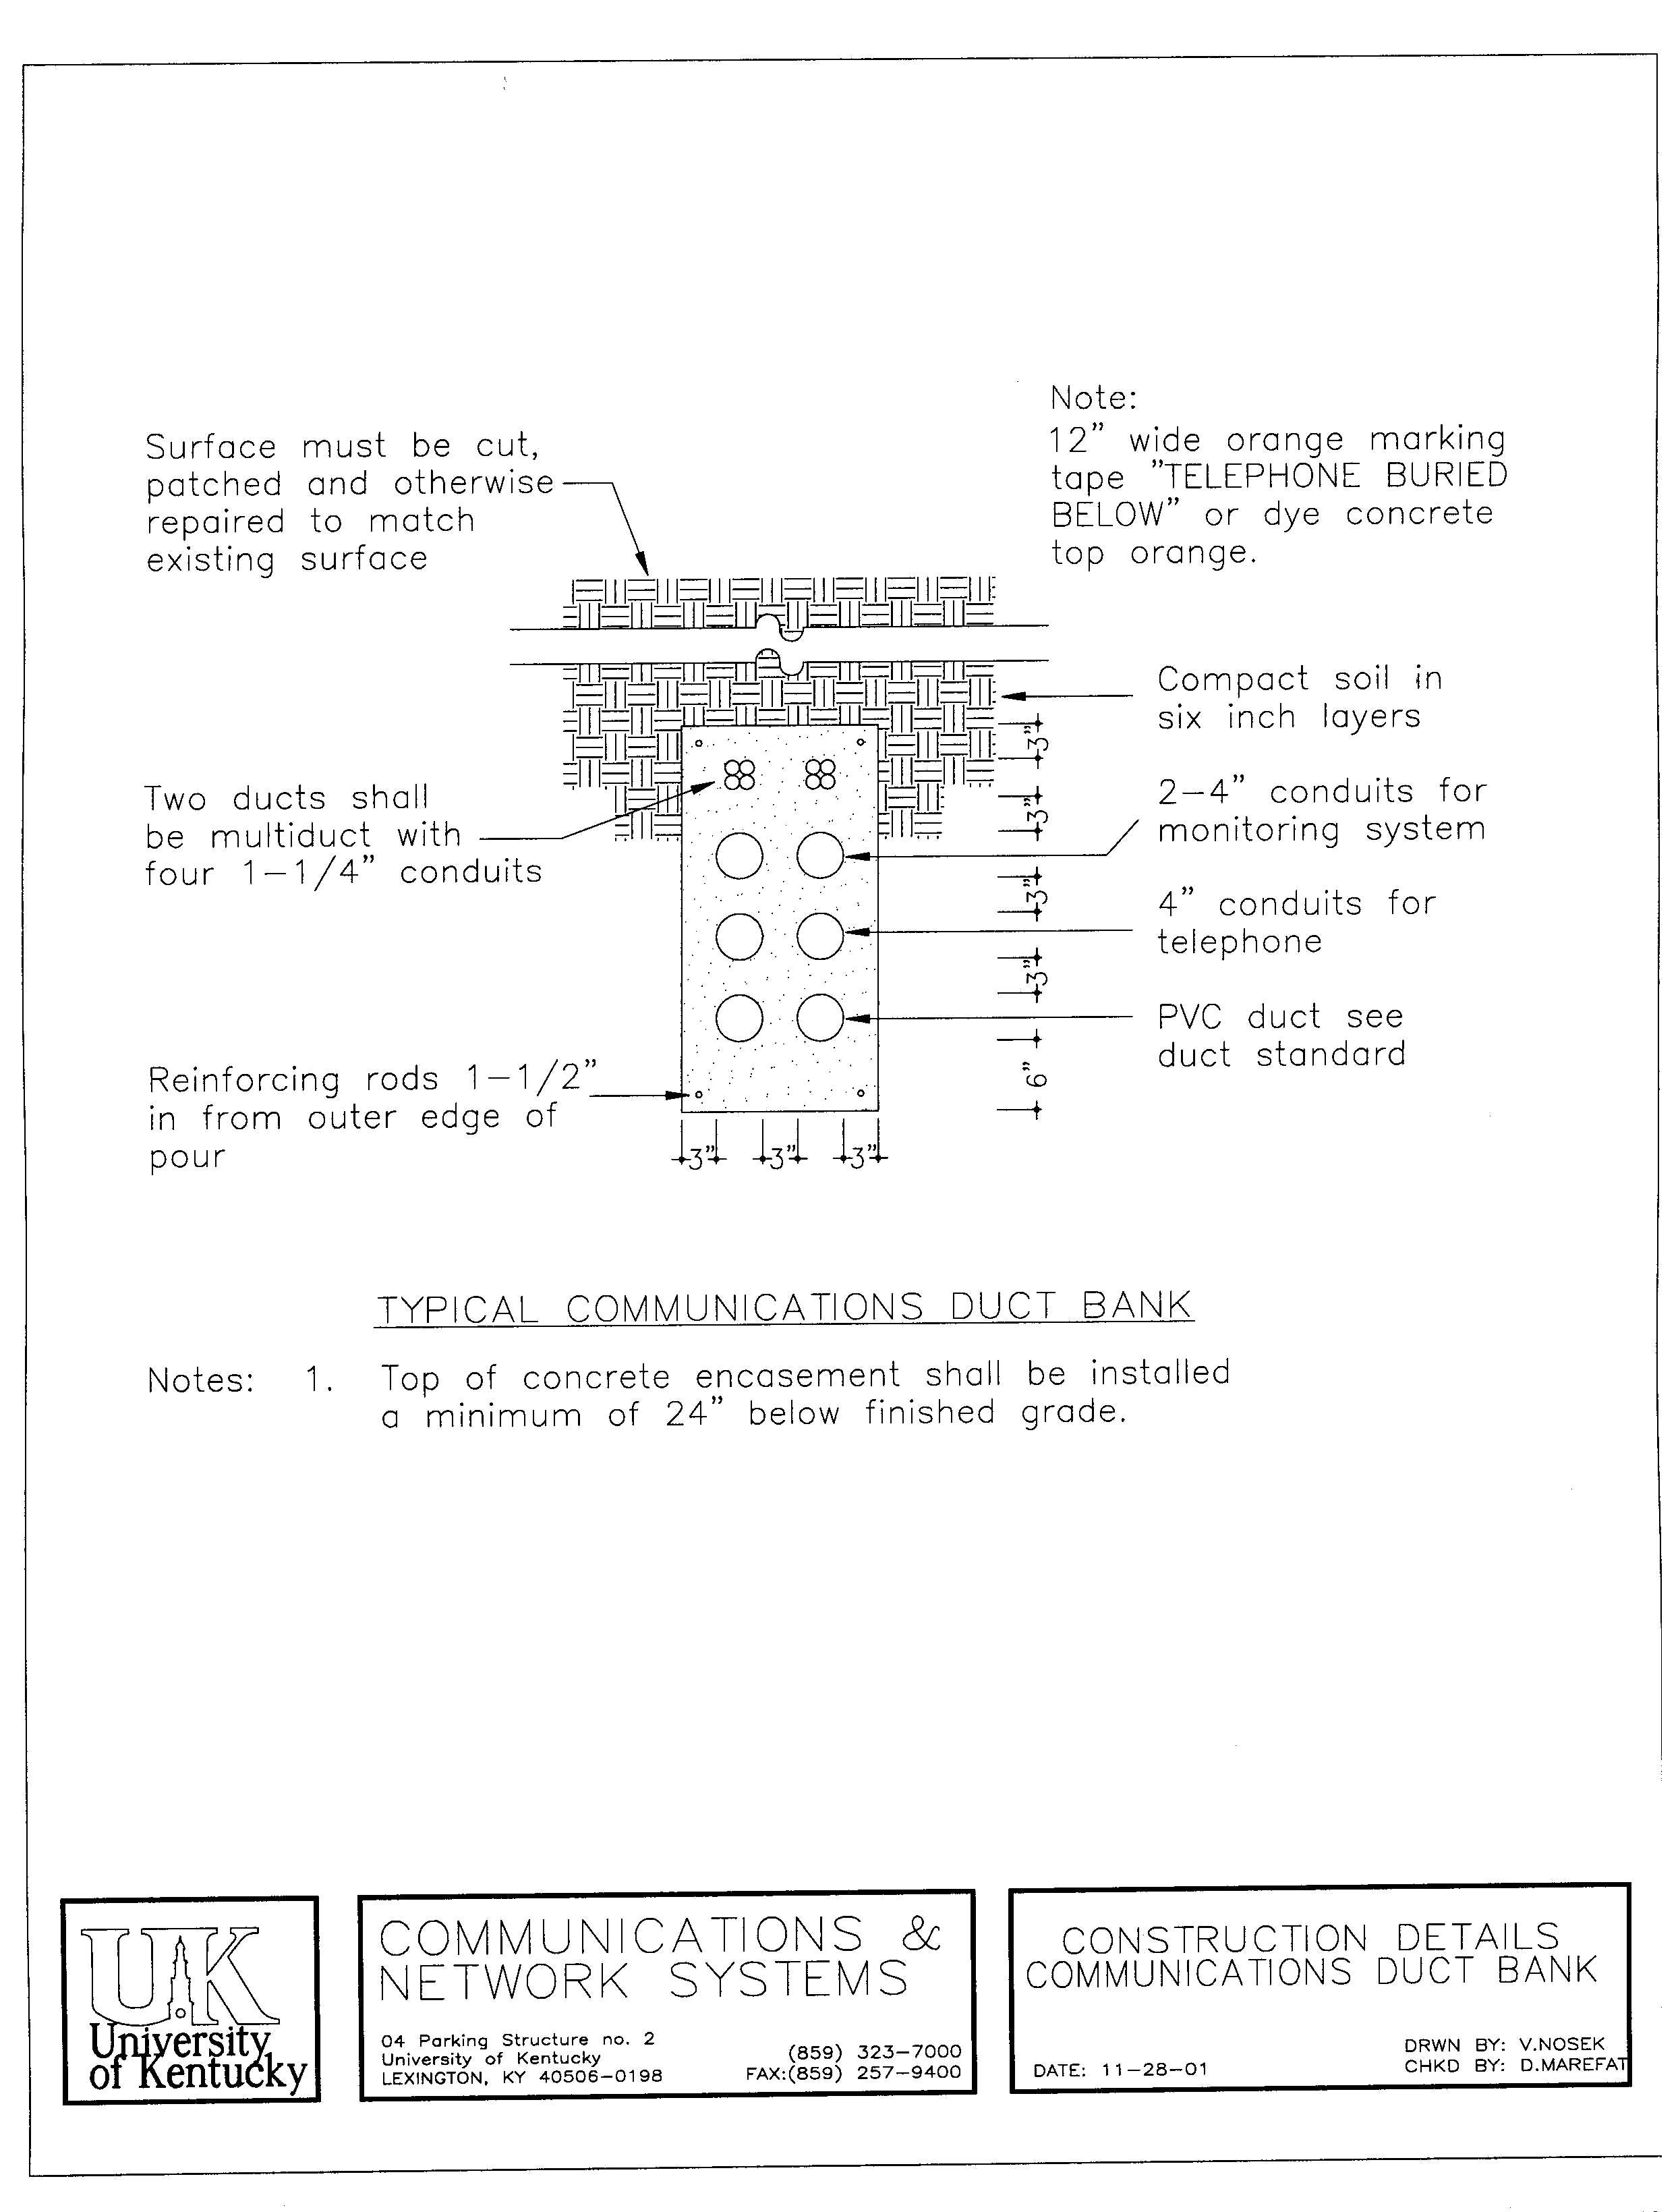 Note:
12” wide orange marking
tape ”TELEPHONE BURIED
BELOW” or dye concrete
top orange.
Surface must be cut,
patched and otherwise
repaired to match
existing surface
Compact soil in
six inch layers
3”
Two ducts shall
be multiduct with
four 1-1/4” conduits
2-4” conduits for
monitoring system
3”
3”
4” conduits for
telephone
3”
PVC duct see
duct standard
6”
Reinforcing rods 1-1/2”
in from outer edge of
pour
3” 3” 3”
TYPICAL COMMUNICATIONS DUCT BANK
Notes: 1. Top of concrete encasement shall be installed
a minimum of 24” below finished grade.
UK
University
of Kentucky
COMMUNICATIONS &
NETWORK SYSTEMS
04 Parking Structure no. 2
University of Kentucky
LEXINGTON, KY 40506-0198
(859) 323-7000
FAX:(859) 257-9400
CONSTRUCTION DETAILS
COMMUNICATIONS DUCT BANK
DATE: 11-28-01
DRWN BY: V.NOSEK
CHKD BY: D.MAREFAT